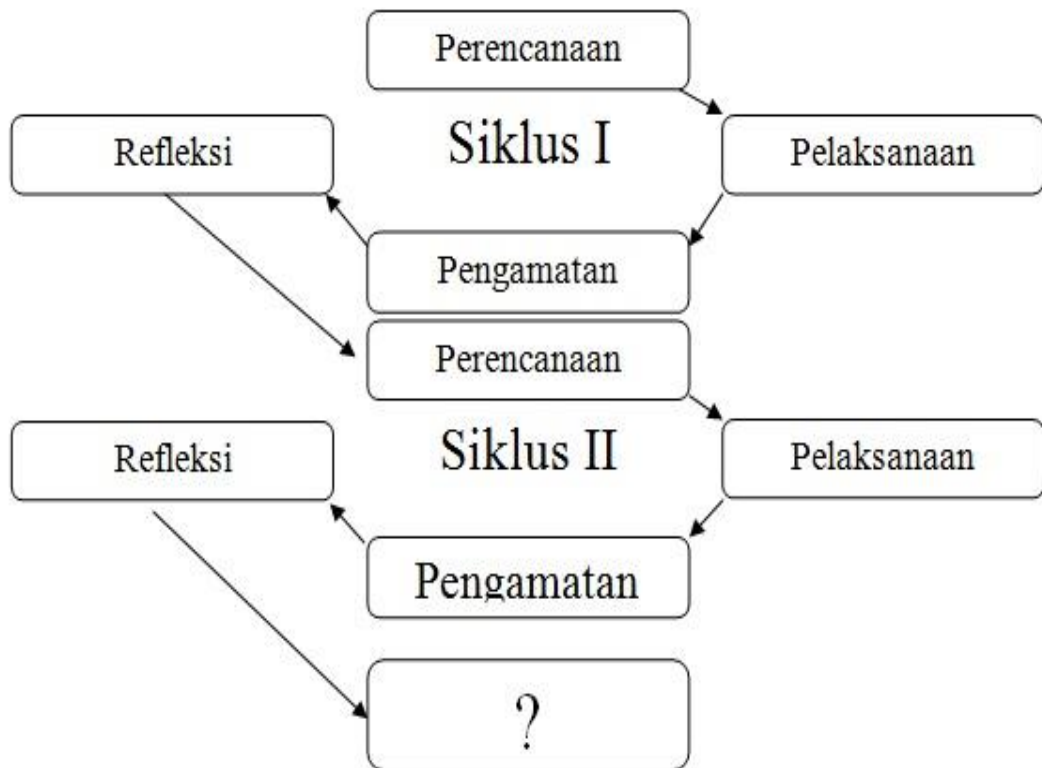 Perencanaan
Siklus I
Refleksi
Pelaksanaan
Pengamatan
Perencanaan
Siklus II
Refleksi
Pelaksanaan
Pengamatan
?